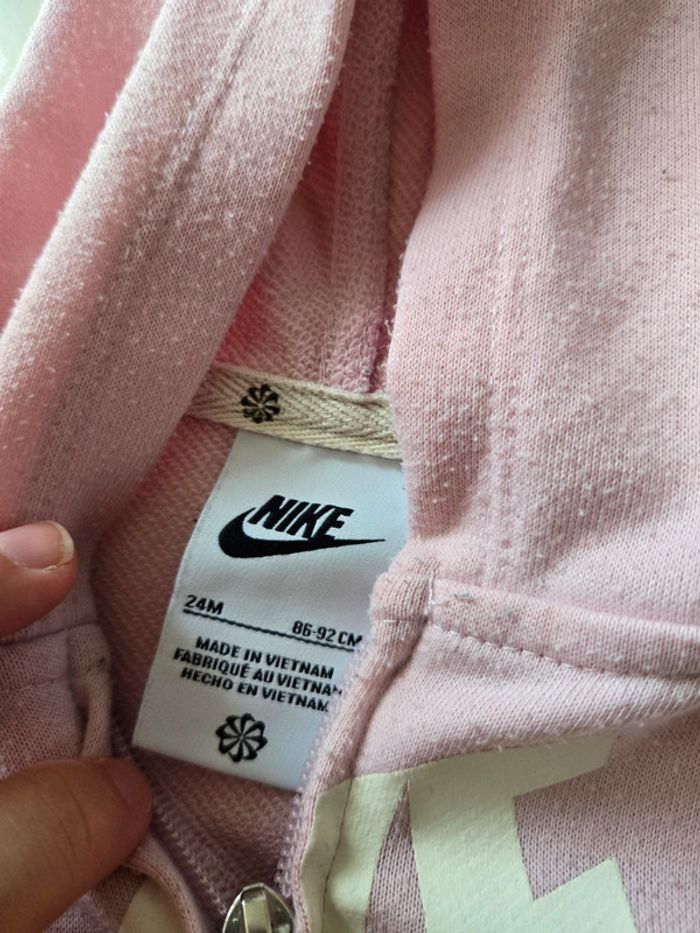 NIKE
24M
86-92 CM
MADE IN VIETNAM
FABRIQUÉ AU VIETNAM
HECHO EN VIETNAM